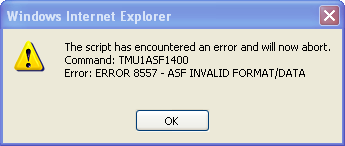 Windows Internet Explorer
The script has encountered an error and will now abort.
Command: TMU1ASF1400
Error: ERROR 8557 - ASF INVALID FORMAT/DATA
OK